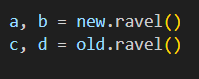 a, b = new.ravel()
c, d = old.ravel()